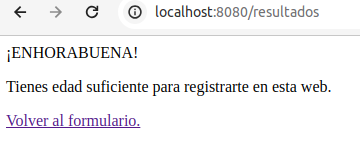 localhost:8080/resultados
¡ENHORABUENA!
Tienes edad suficiente para registrarte en esta web.
Volver al formulario.